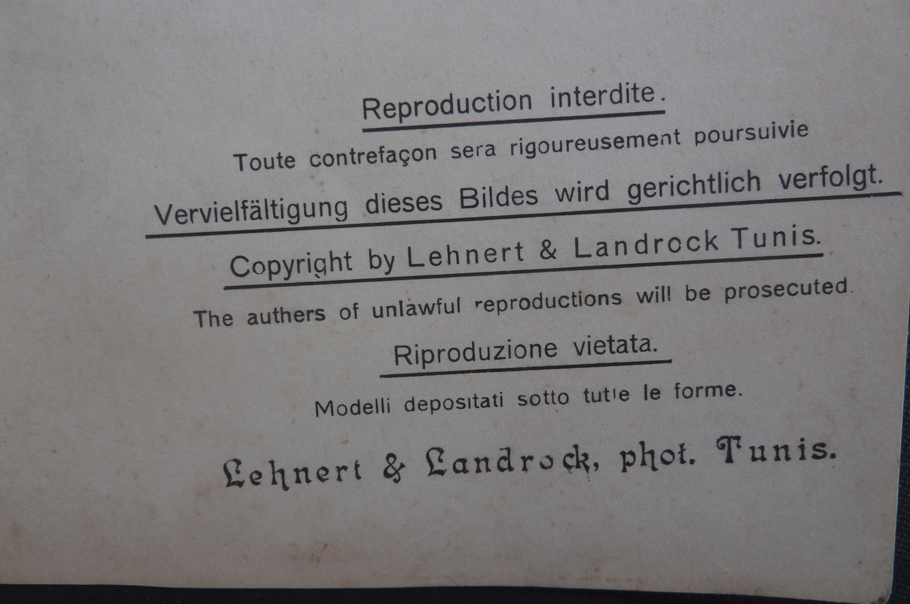 Reproduction interdite.
Toute contrefaçon sera rigoureusement poursuivie
Vervielfältigung dieses Bildes wird gerichtlich verfolgt.
Copyright by Lehnert & Landrock Tunis.
The authers of unlawful reproductions will be prosecuted.
Riproduzione vietata.
Modelli depositati sotto tutte le forme.
Lehnert & Landrock, phot. Tunis.